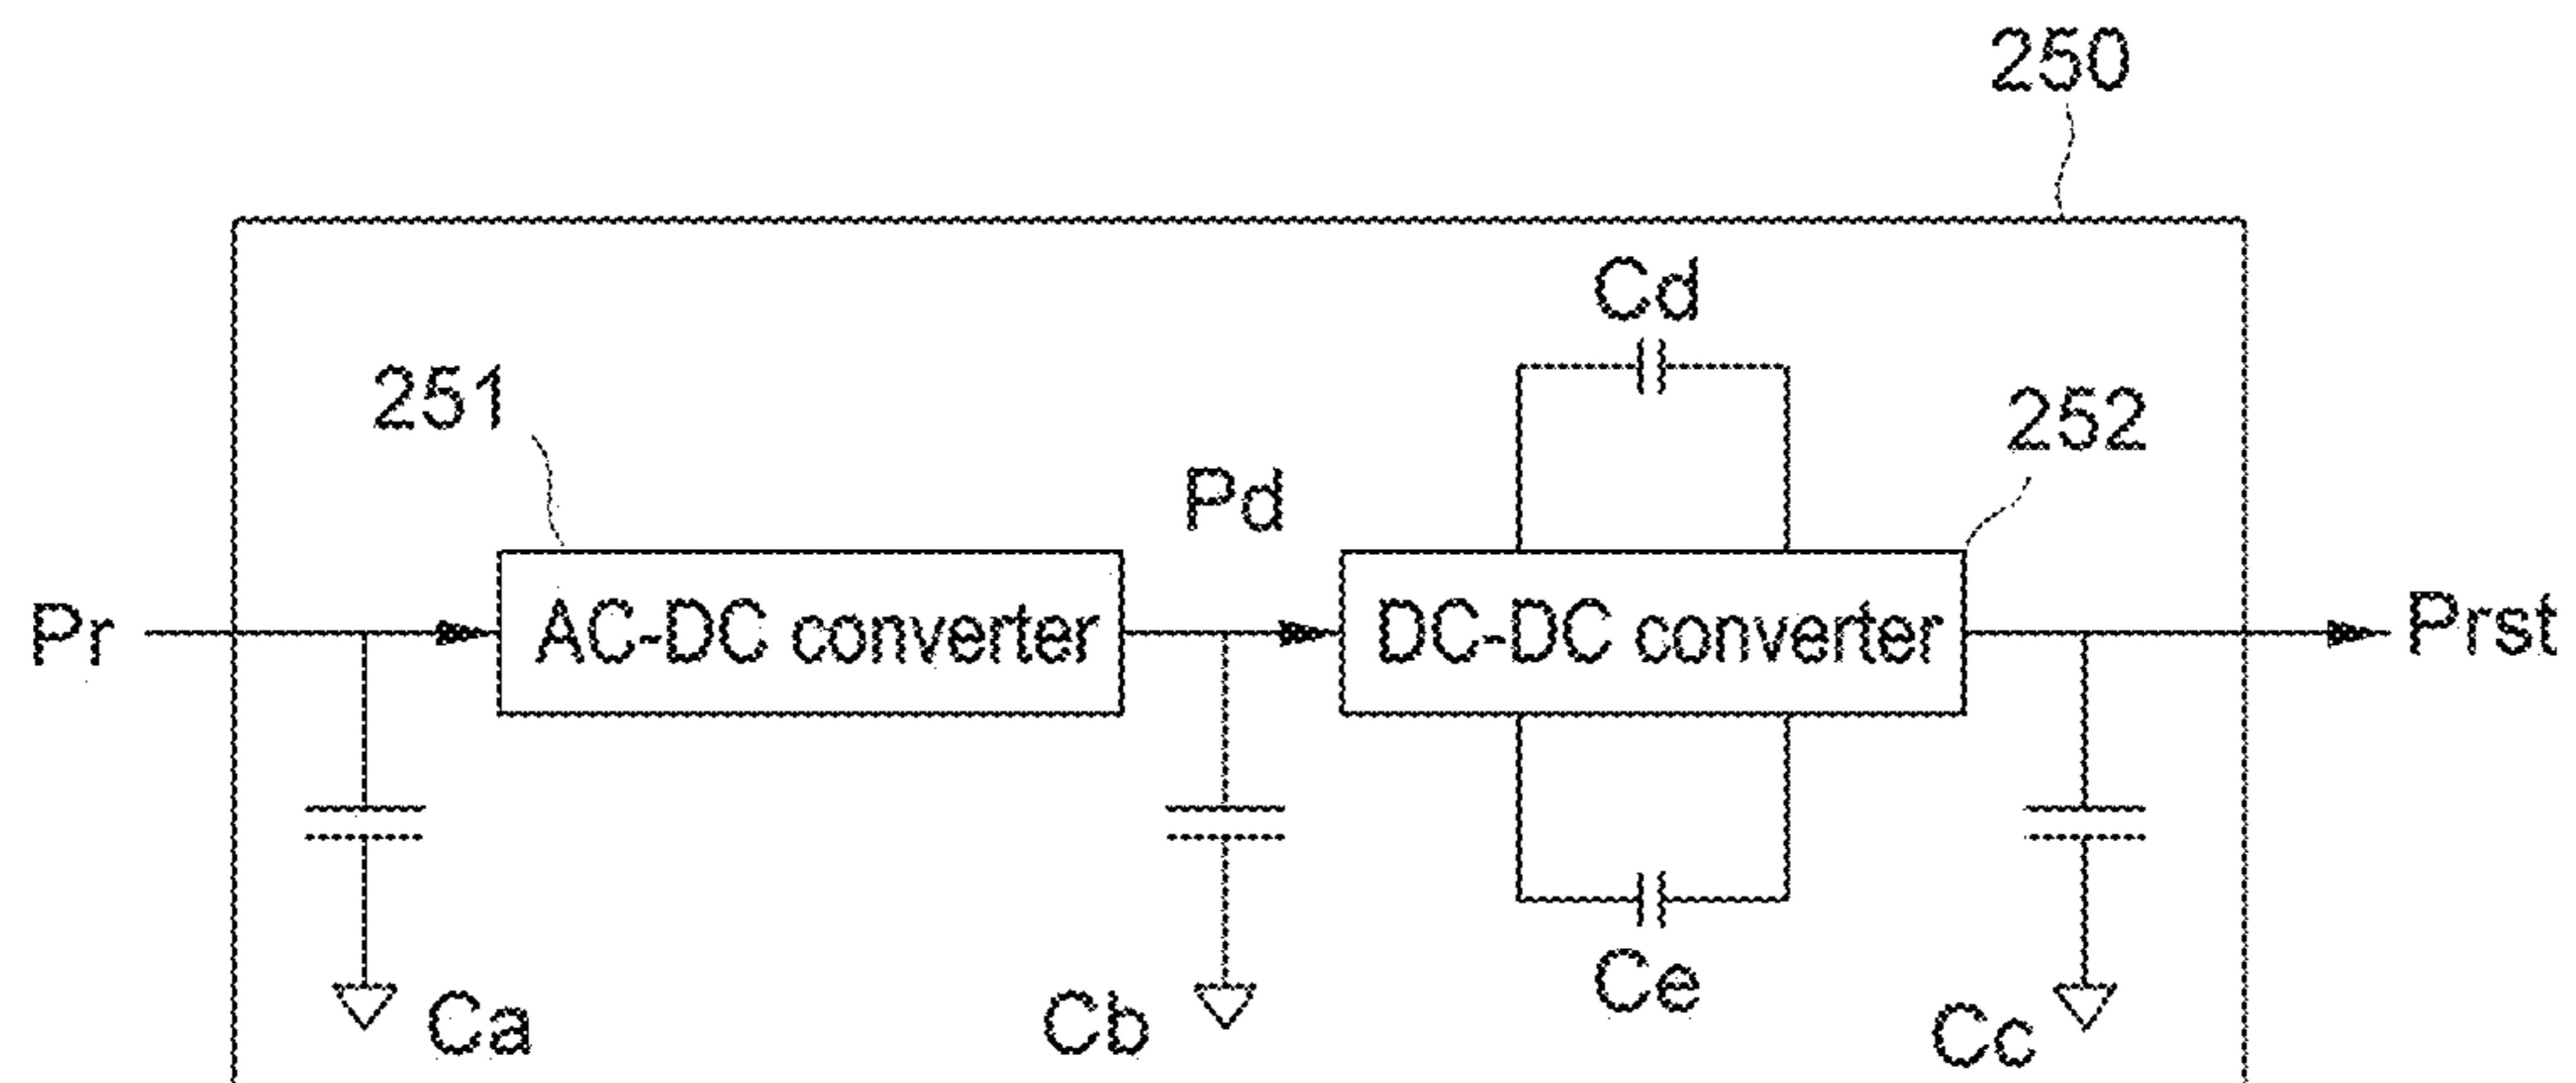 250
Cd
251
252
Pd
Pr
AC-DC converter
DC-DC converter
Prst
Ce
Ca
Cb
Cc